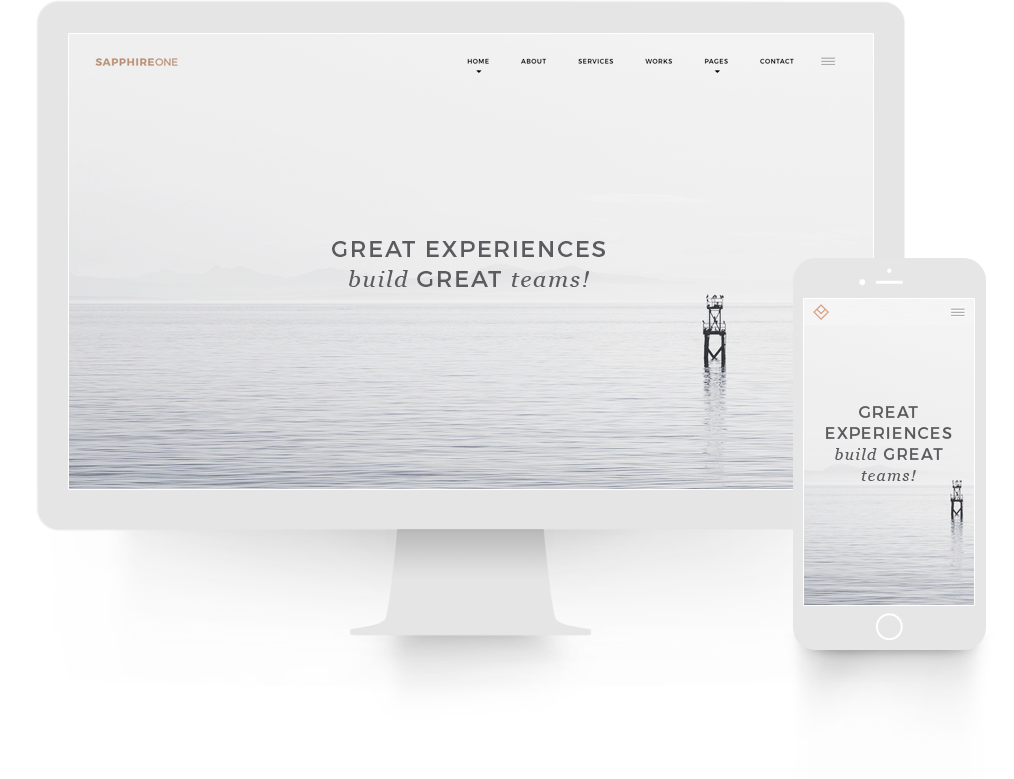 SAPPHIREONE
HOME ABOUT SERVICES WORKS PAGES CONTACT
GREAT EXPERIENCES
build GREAT teams!
GREAT
EXPERIENCES
build GREAT
teams!